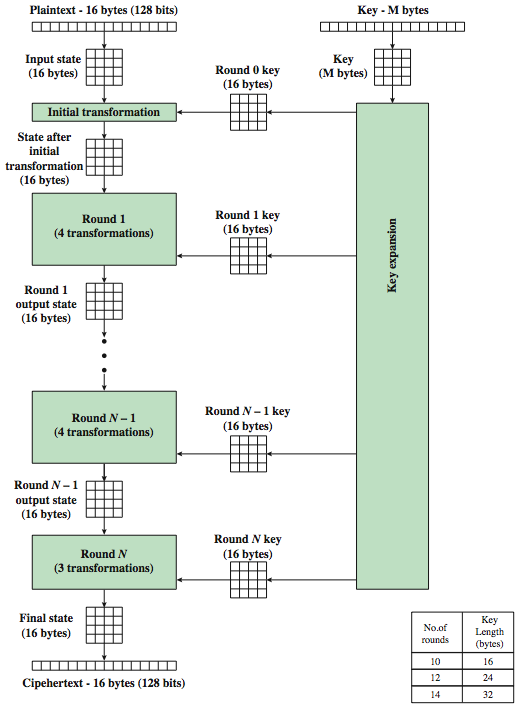 Plaintext - 16 bytes (128 bits)
Key - M bytes
Input state
(16 bytes)
Key
(M bytes)
Round 0 key
(16 bytes)
Initial transformation
State after
initial
transformation
(16 bytes)
Round 1
(4 transformations)
Round 1 key
(16 bytes)
Key expansion
Round 1
output state
(16 bytes)
Round N – 1
(4 transformations)
Round N – 1 key
(16 bytes)
Round N – 1
output state
(16 bytes)
Round N
(3 transformations)
Round N key
(16 bytes)
Final state
(16 bytes)
Cipehertext - 16 bytes (128 bits)
No.of
rounds
Key
Length
(bytes)
10 16
12 24
14 32